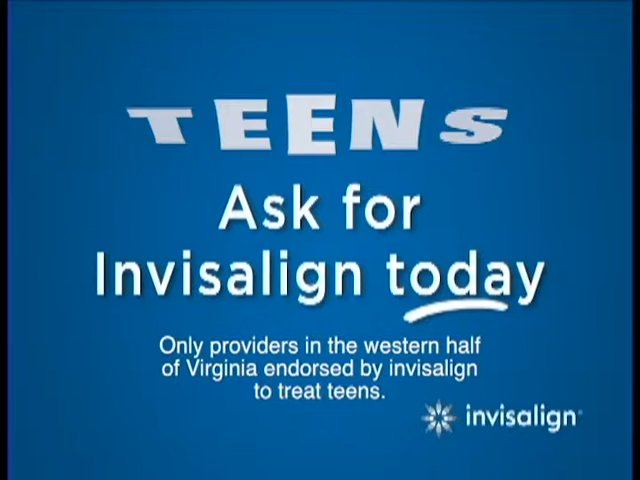 TEENS
Ask for
Invisalign today
Only providers in the western half
of Virginia endorsed by invisalign
to treat teens.
invisalign